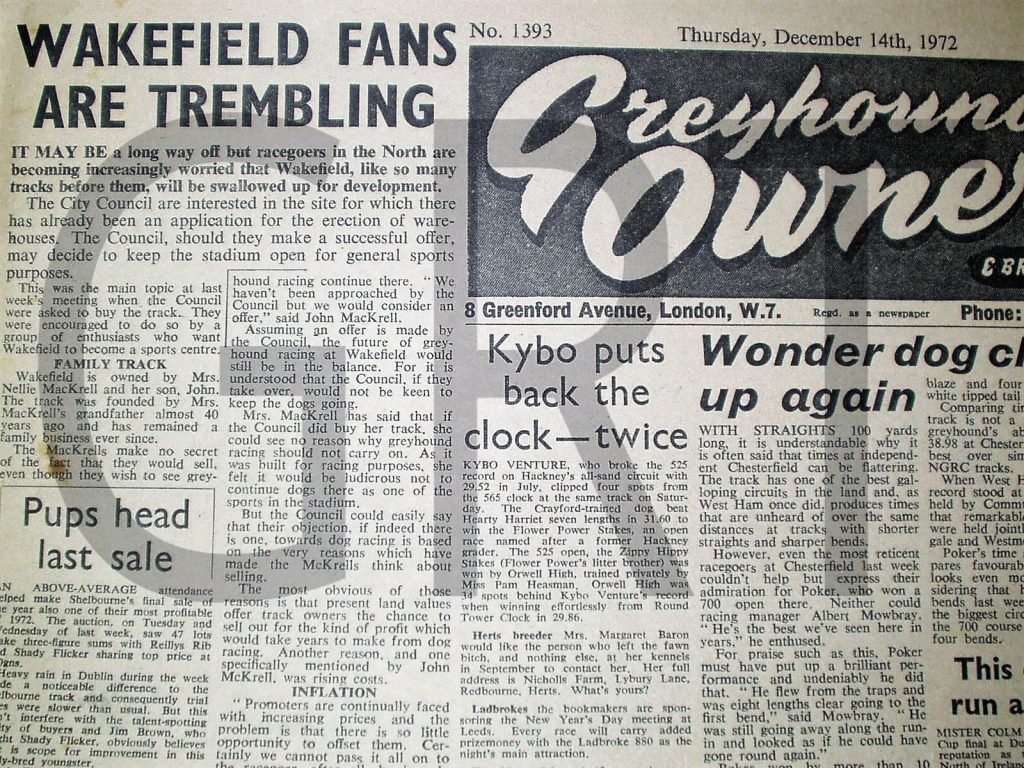 WAKEFIELD FANS
ARE TREMBLING
IT MAY BE a long way off but racegoers in the North are
becoming increasingly worried that Wakefield, like so many
tracks before them, will be swallowed up for development.
The City Council are interested in the site for which there
has already been an application for the erection of ware-
houses. The Council, should they make a successful offer,
may decide to keep the stadium open for general sports
purposes.
This was the main topic at last
week's meeting when the Council
were asked to buy the track. They
were encouraged to do so by a
group of enthusiasts who want
Wakefield to become a sports centre.
FAMILY TRACK
Wakefield is owned by Mrs.
Nellie MacKrell and her son, John.
The track was founded by Mrs.
MacKrell's grandfather almost 40
years ago and has remained a
family business ever since.
The MacKrells make no secret
of the fact that they would sell,
even though they wish to see grey-
hound racing continue there. "We
haven't been approached by the
Council but we would consider an
offer," said John MacKrell.
Assuming an offer is made by
the Council, the future of grey-
hound racing at Wakefield would
still be in the balance. For it is
understood that the Council, if they
take over, would not be keen to
keep the dogs going.
Mrs. MacKrell has said that if
the Council did buy her track, she
could see no reason why greyhound
racing should not carry on. As it
was built for racing purposes, she
felt it would be ludicrous not to
continue dogs there as one of the
sports in the stadium.
But the Council could easily say
that their objection, if indeed there
is one, towards dog racing is based
on the very reasons which have
made the McKrells think about
selling.
The most obvious of those
reasons is that present land values
offer track owners the chance to
sell out for the kind of profit which
would take years to make from dog
racing. Another reason, and one
specifically mentioned by John
McKrell, was rising costs.
INFLATION
"Promoters are continually faced
with increasing prices and the
problem is that there is so little
opportunity to offset them. Cer-
tainly we cannot pass it all on to
Pups head
last sale
AN ABOVE-AVERAGE attendance
elped make Shelbourne's final sale o
e year also one of their most profitable
1972. The auction, on Tuesday and
ednesday of last week, saw 47 lots
ake three-figure sums with Reillys Rib
d Shady Flicker sharing top price at
0gns.
Heavy rain in Dublin during the week
de a noticeable difference to the
elbourne track and consequently trial
es were slower than usual. But this
n't interfere with the talent-spotting
ty of buyers and Jim Brown, who
ght Shady Flicker, obviously believes
e is scope for improvement in this
ly-bred youngster.
No. 1393
Thursday, December 14th, 1972
Greyhound
Owner
& BR
8 Greenford Avenue, London, W.7.
Regd. as a newspaper
Phone:
Kybo puts
back the
clock—twice
KYBO VENTURE, who broke the 525
record on Hackney's all-sand circuit with
29.52 in July, clipped four spots from
the 565 clock at the same track on Satur-
day. The Crayford-trained dog beat
Hearty Harriet seven lengths in 31.60 to
win the Flower Power Stakes, an open
race named after a former Hackney
grader. The 525 open, the Zippy Hippy
Stakes (Flower Power's litter brother) was
won by Orwell High, trained privately by
Miss Pam Heasman. Orwell High was
34 spots behind Kybo Venture's record
when winning effortlessly from Round
Tower Clock in 29.86.
Herts breeder Mrs. Margaret Baron
would like the person who left the fawn
bitch, and nothing else, at her kennels
in September to contact her. Her full
address is Nicholls Farm, Lybury Lane,
Redbourne, Herts. What's yours?
Ladbrokes the bookmakers are spon-
soring the New Year's Day meeting at
Leeds. Every race will carry added
prizemoney with the Ladbroke 880 as the
night's main attraction.
Wonder dog cl
up again
WITH STRAIGHTS 100 yards
long, it is understandable why it
is often said that times at independ-
ent Chesterfield can be flattering.
The track has one of the best gal-
loping circuits in the land and, as
West Ham once did, produces times
that are unheard of over the same
distances at tracks with shorter
straights and sharper bends.
However, even the most reticent
racegoers at Chesterfield last week
couldn't help but express their
admiration for Poker, who won a
700 open there. Neither could
racing manager Albert Mowbray.
"He's the best we've seen here in
years," he enthused.
For praise such as this, Poker
must have put up a brilliant per-
formance and undeniably he did
that. "He flew from the traps and
was eight lengths clear going to the
first bend," said Mowbray. "He
was still going away along the run-
in and looked as if he could have
gone round again."
Poker won by more than 10
blaze and four
white tipped tail
Comparing tim
track is not a
greyhound's ab
38.98 at Chester
best over sim
NGRC tracks.
When West H
record stood at
held by Commu
that remarkabl
were held jointl
gale and Westme
Poker's time
pares favourab
looks even mo
sidering that h
bends last wee
the biggest circ
the 700 course
four bends.
This
run a
MISTER COLM
Cup final at Du
reputation as
North of Irelan
GRI